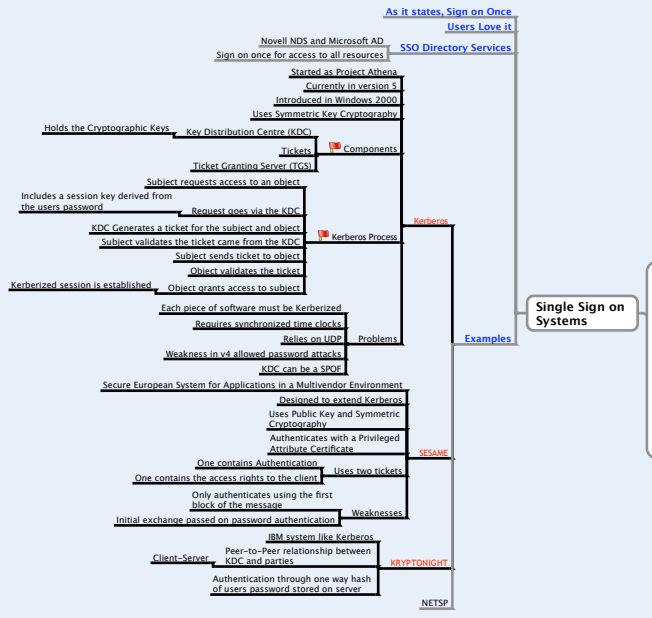 As it states, Sign on Once
Users Love it
Novell NDS and Microsoft AD
Sign on once for access to all resources
SSO Directory Services
Started as Project Athena
Currently in version 5
Introduced in Windows 2000
Uses Symmetric Key Cryptography
Holds the Cryptographic Keys
Key Distribution Centre (KDC)
Tickets
Ticket Granting Server (TGS)
Components
Subject requests access to an object
Includes a session key derived from
the users password
Request goes via the KDC
KDC Generates a ticket for the subject and object
Subject validates the ticket came from the KDC
Subject sends ticket to object
Object validates the ticket
Kerberized session is established
Object grants access to subject
Kerberos Process
Kerberos
Each piece of software must be Kerberized
Requires synchronized time clocks
Relies on UDP
Weakness in v4 allowed password attacks
KDC can be a SPOF
Problems
Single Sign on
Systems
Examples
Secure European System for Applications in a Multivendor Environment
Designed to extend Kerberos
Uses Public Key and Symmetric
Cryptography
Authenticates with a Privileged
Attribute Certificate
One contains Authentication
One contains the access rights to the client
Uses two tickets
SESAME
Only authenticates using the first
block of the message
Initial exchange passed on password authentication
Weaknesses
IBM system like Kerberos
Client-Server
Peer-to-Peer relationship between
KDC and parties
Authentication through one way hash
of users password stored on server
KRYPTONIGHT
NETSP